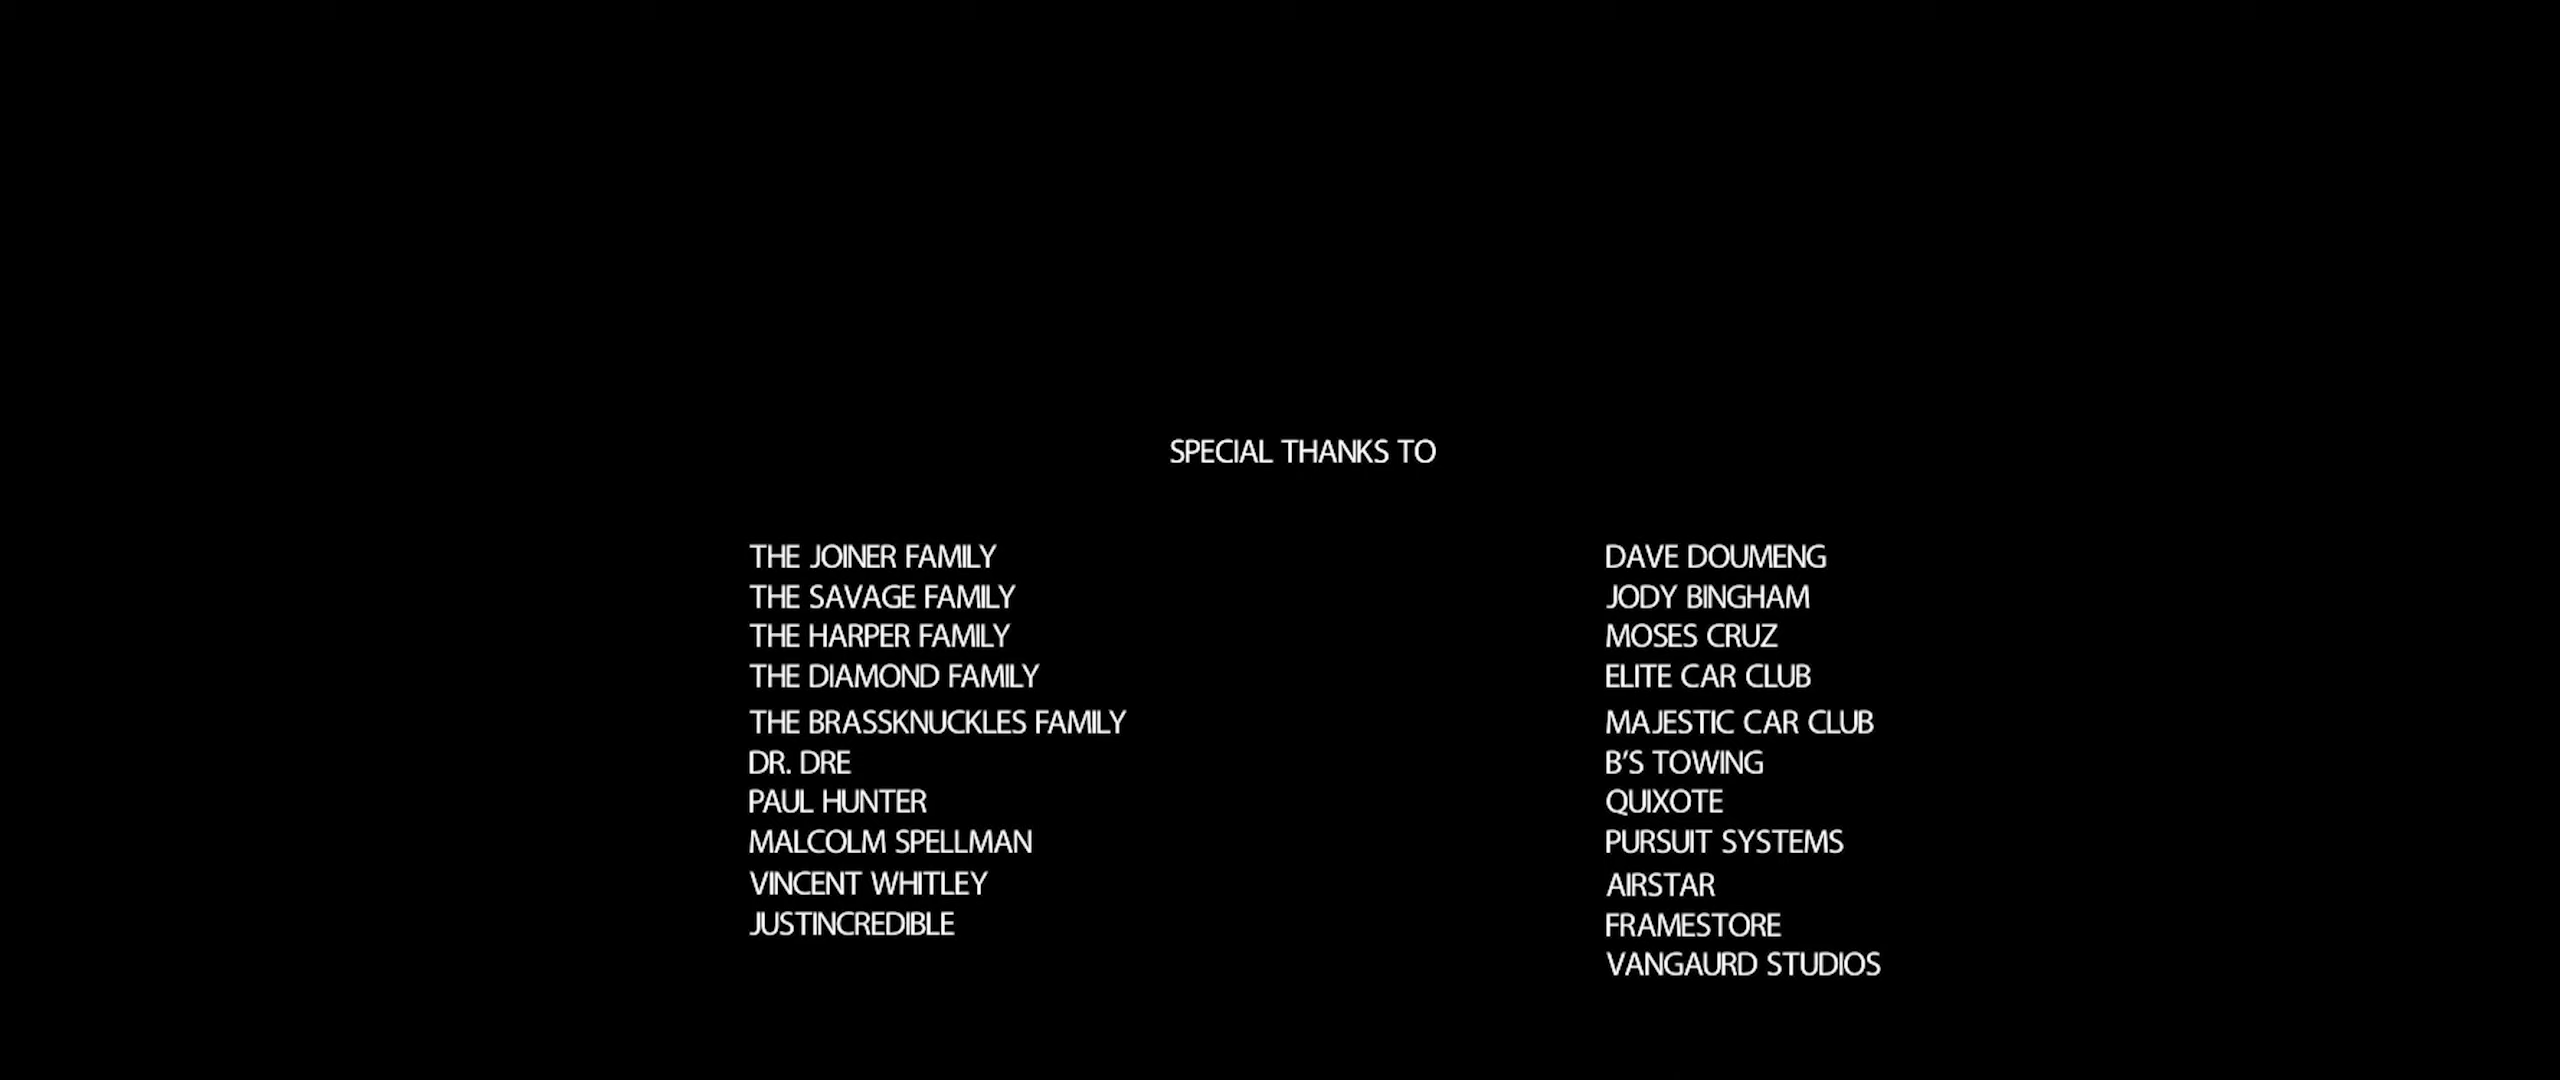 SPECIAL THANKS TO
THE JOINER FAMILY
THE SAVAGE FAMILY
THE HARPER FAMILY
THE DIAMOND FAMILY
THE BRASSKNUCKLES FAMILY
DR. DRE
PAUL HUNTER
MALCOLM SPELLMAN
VINCENT WHITLEY
JUSTINCREDIBLE
DAVE DOUMENG
JODY BINGHAM
MOSES CRUZ
ELITE CAR CLUB
MAJESTIC CAR CLUB
B'S TOWING
QUIXOTE
PURSUIT SYSTEMS
AIRSTAR
FRAMESTORE
VANGAURD STUDIOS